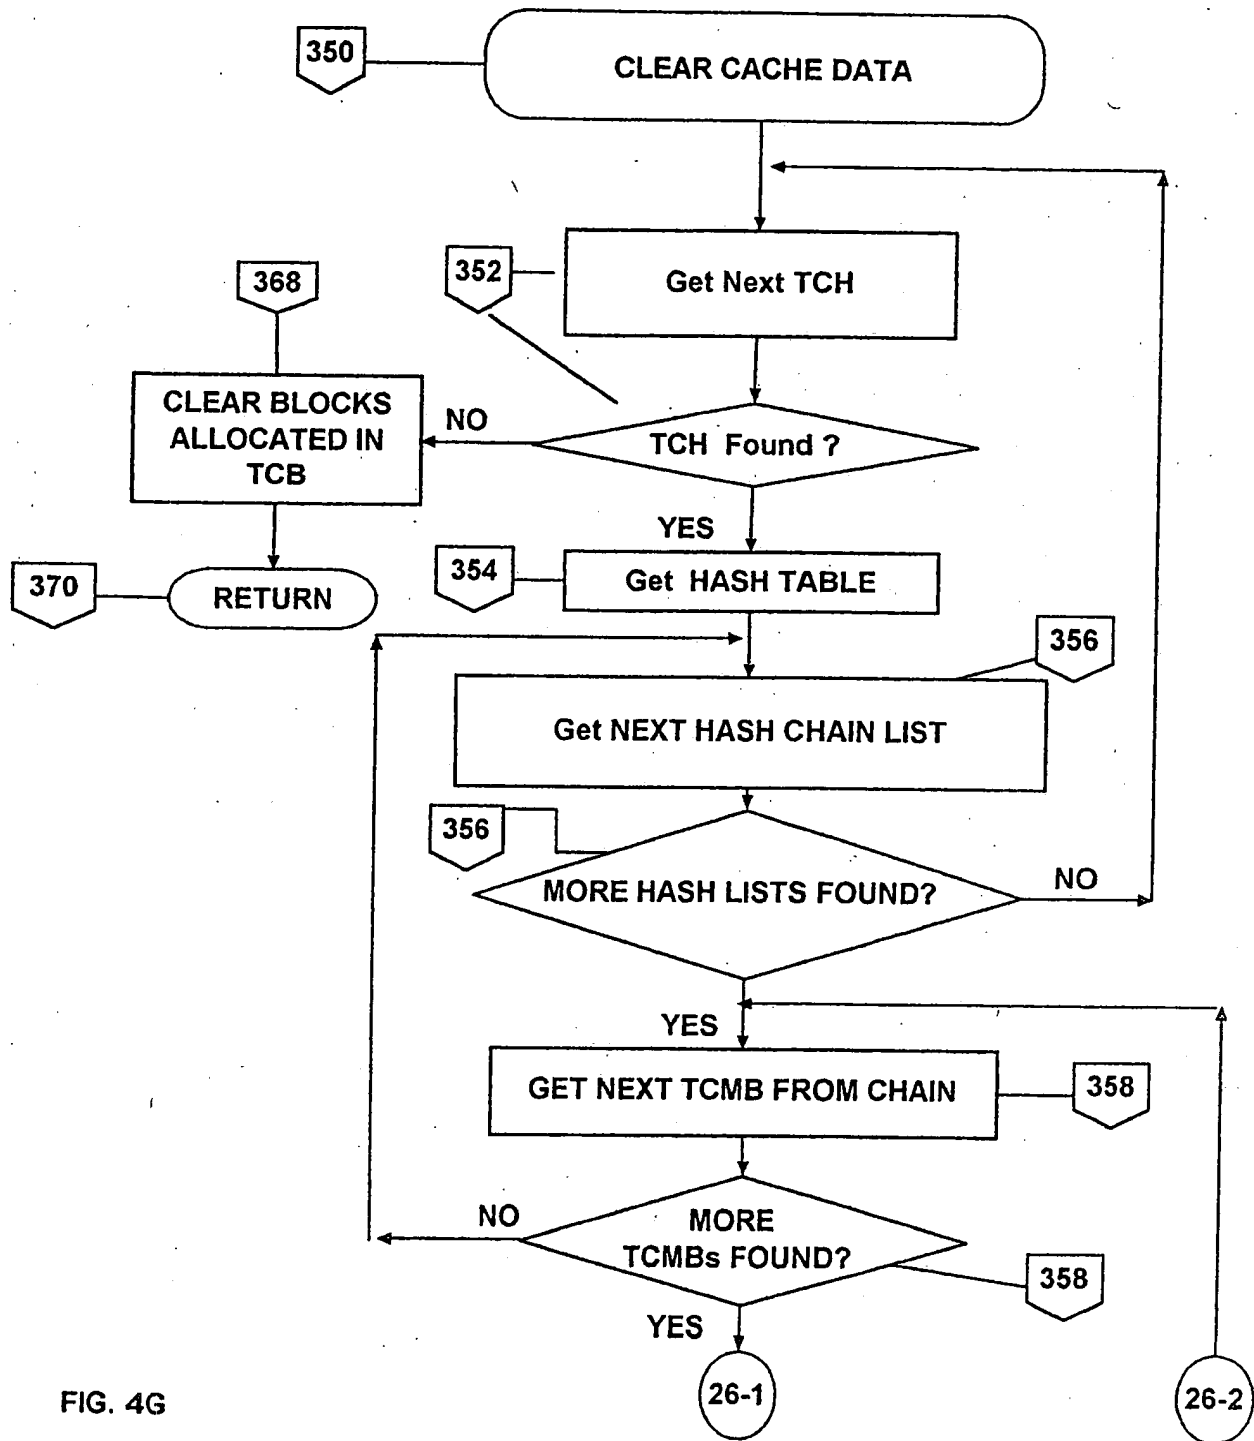 350
CLEAR CACHE DATA
352
Get Next TCH
368
CLEAR BLOCKS
ALLOCATED IN
TCB
NO
TCH Found ?
YES
370
RETURN
354
Get HASH TABLE
356
Get NEXT HASH CHAIN LIST
356
MORE HASH LISTS FOUND?
NO
YES
GET NEXT TCMB FROM CHAIN
358
NO
MORE
TCMBs FOUND?
358
YES
26-1
26-2
FIG. 4G